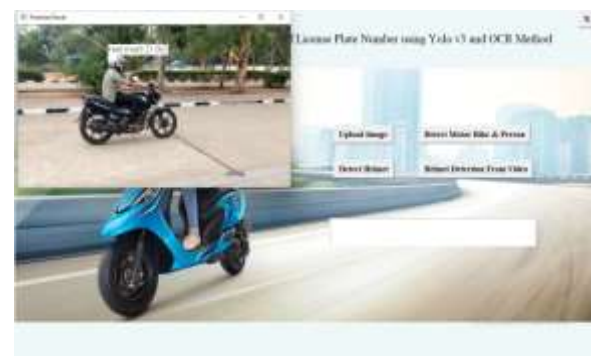 License Plate Number using Yolo v3 and OCR Method
Upload Image
Detect Motor Bike & Person
Detect Helmet
Helmet Detection From Video